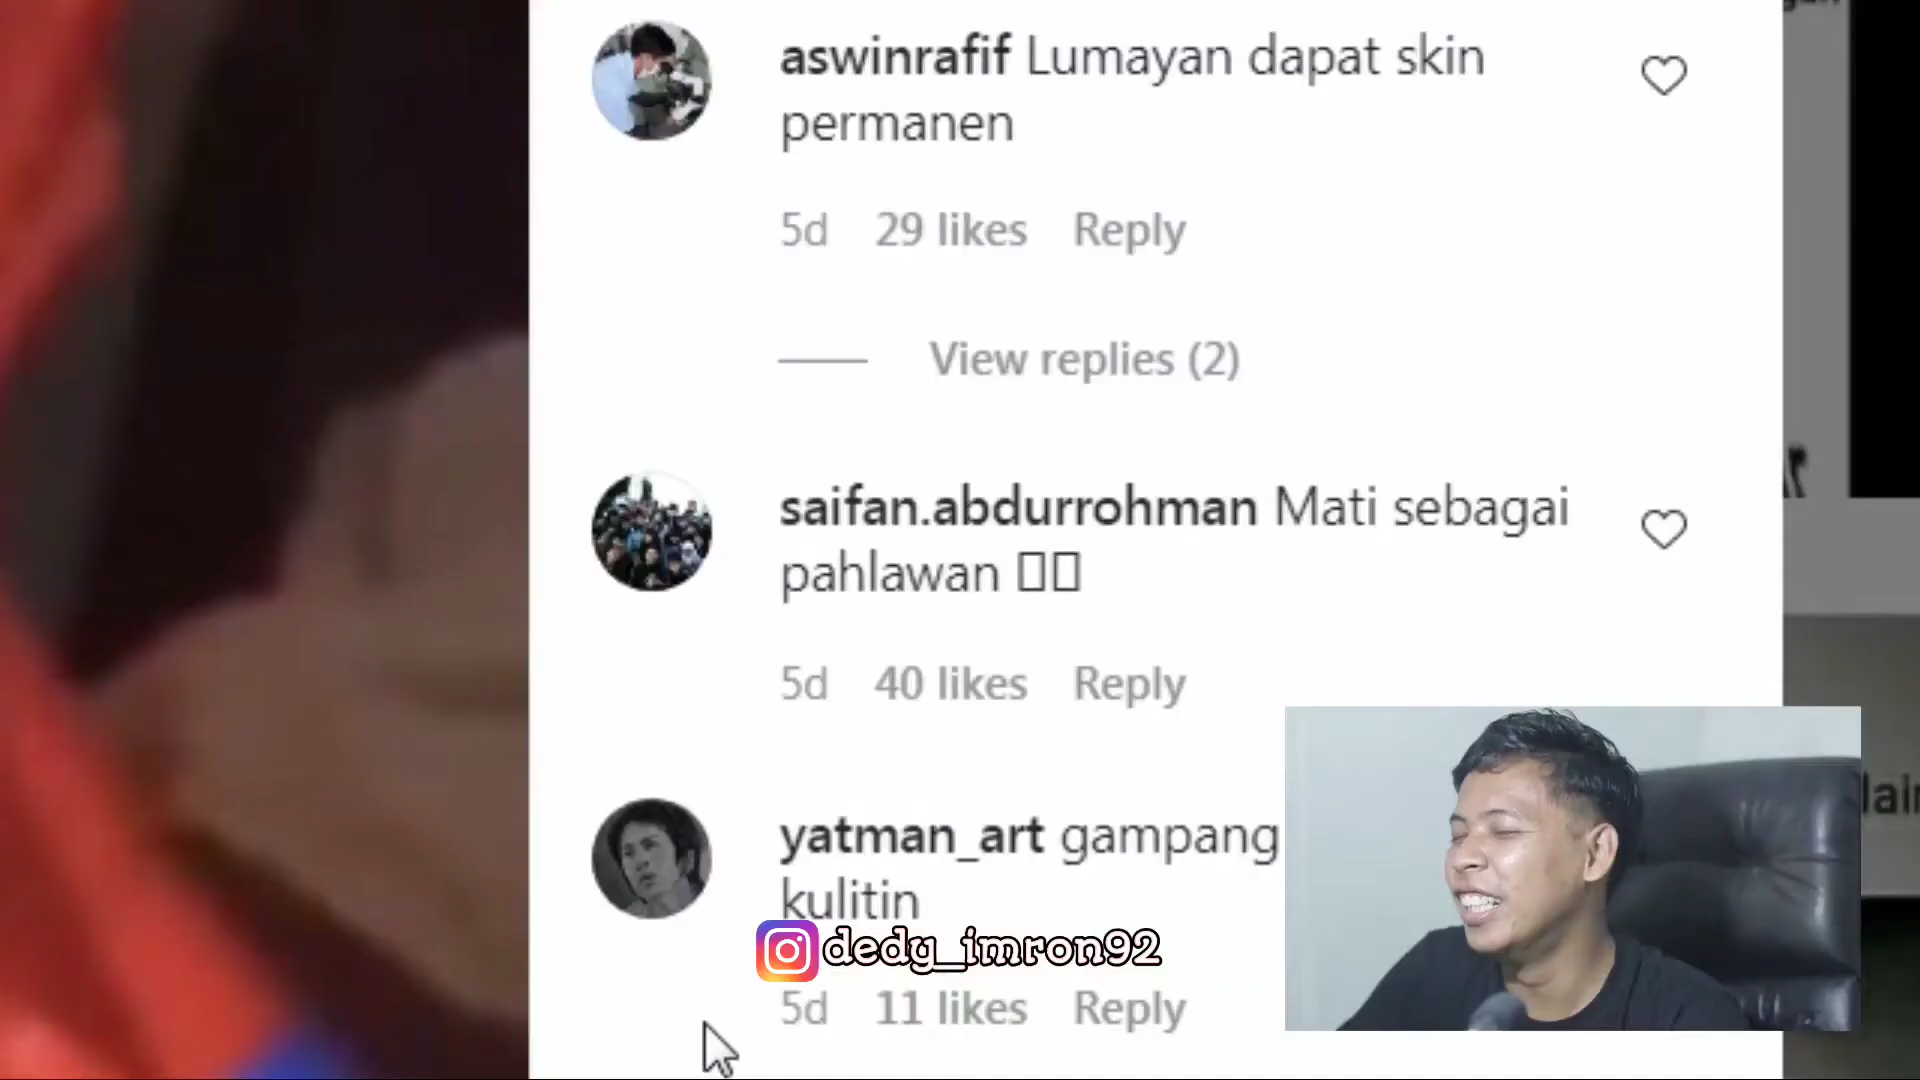 aswinrafif Lumayan dapat skin
permanen
5d 29 likes Reply
View replies (2)
saifan.abdurrohman Mati sebagai
pahlawan
5d 40 likes Reply
yatman_art gampang
kulitin
dedy_imron92
5d 11 likes Reply